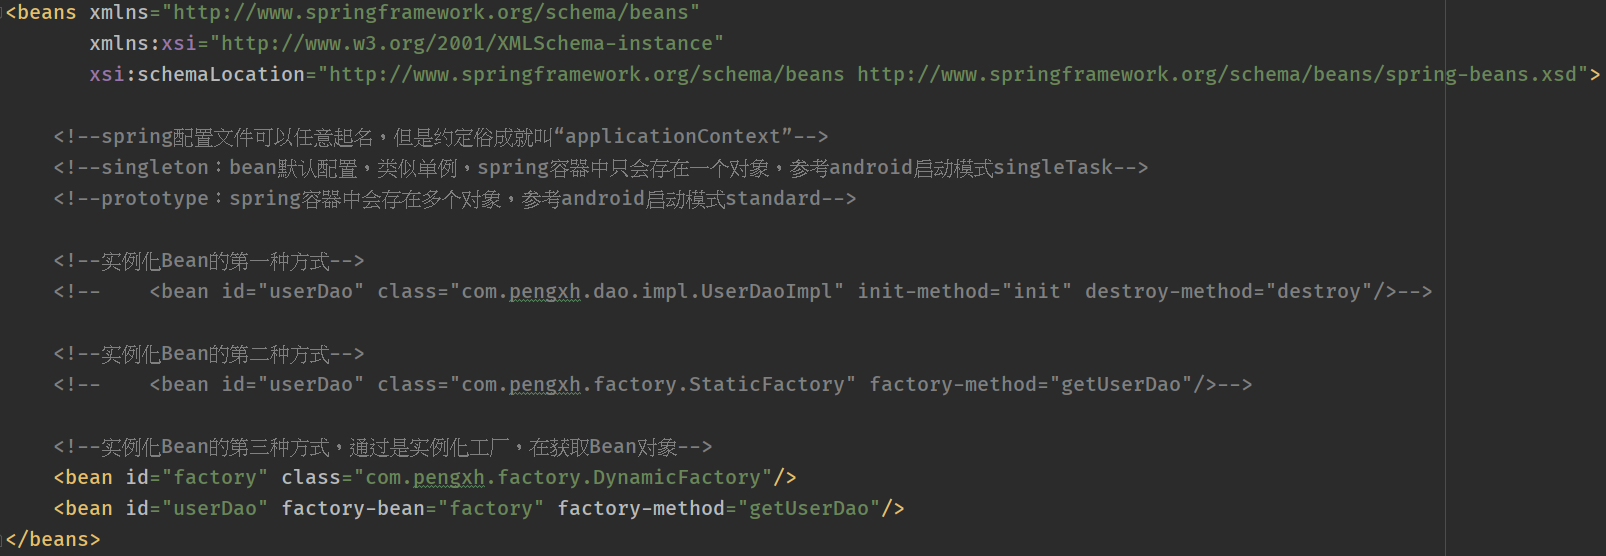 <beans xmlns="http://www.springframework.org/schema/beans"
xmlns:xsi="http://www.w3.org/2001/XMLSchema-instance"
xsi:schemaLocation="http://www.springframework.org/schema/beans http://www.springframework.org/schema/beans/spring-beans.xsd">
<!--spring配置文件可以任意起名，但是约定俗成就叫“applicationContext”-->
<!--singleton：bean默认配置，类似单例，spring容器中只会存在一个对象，参考android启动模式singleTask-->
<!--prototype：spring容器中会存在多个对象，参考android启动模式standard-->
<!--实例化Bean的第一种方式-->
<!--    <bean id="userDao" class="com.pengxh.dao.impl.UserDaoImpl" init-method="init" destroy-method="destroy"/>-->
<!--实例化Bean的第二种方式-->
<!--    <bean id="userDao" class="com.pengxh.factory.StaticFactory" factory-method="getUserDao"/>-->
<!--实例化Bean的第三种方式，通过是实例化工厂，在获取Bean对象-->
<bean id="factory" class="com.pengxh.factory.DynamicFactory"/>
<bean id="userDao" factory-bean="factory" factory-method="getUserDao"/>
</beans>